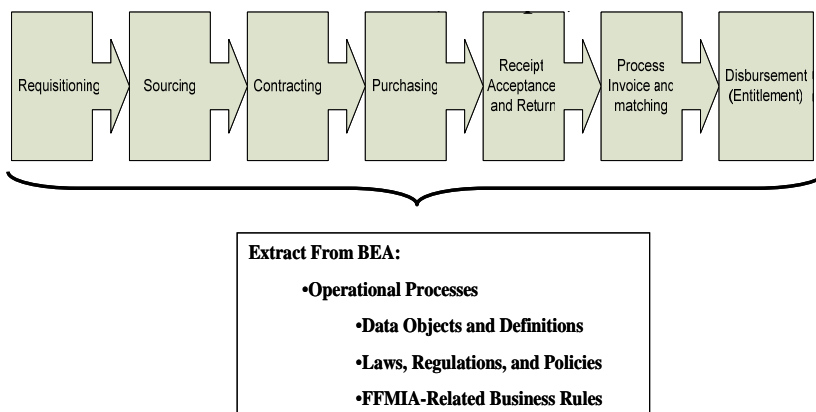 Requisitioning
Sourcing
Contracting
Purchasing
Receipt
Acceptance
and Return
Process
Invoice and
matching
Disbursement
(Entitlement)
Extract From BEA:
•Operational Processes
•Data Objects and Definitions
•Laws, Regulations, and Policies
•FFMIA-Related Business Rules